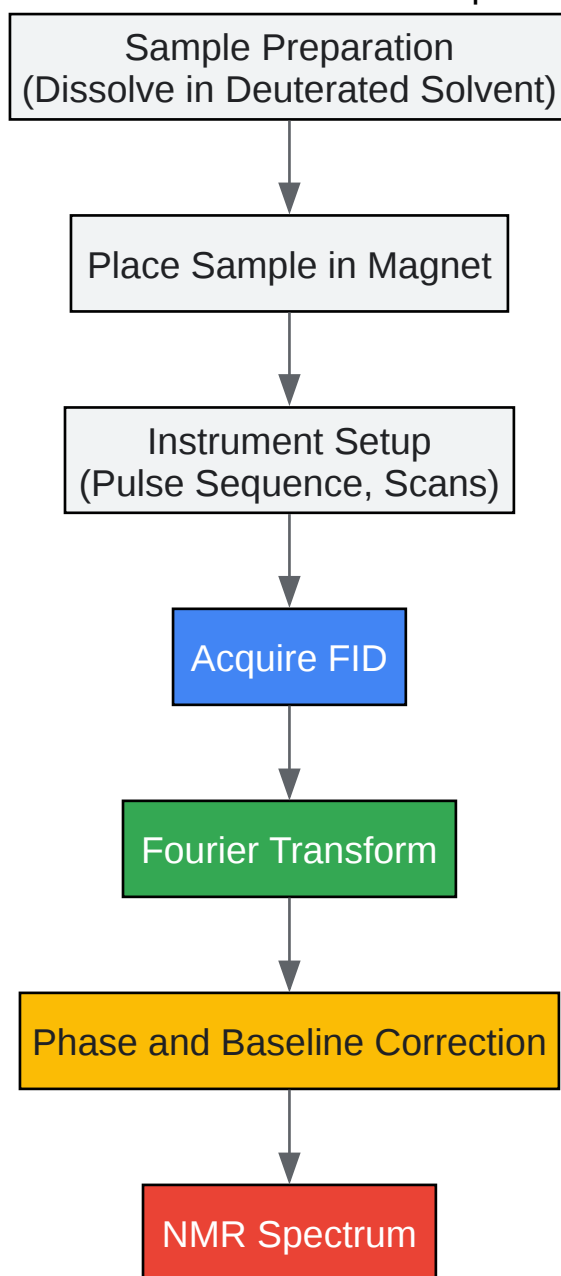 Sample Preparation
(Dissolve in Deuterated Solvent)
Place Sample in Magnet
Instrument Setup
(Pulse Sequence, Scans)
Acquire FID
Fourier Transform
Phase and Baseline Correction
NMR Spectrum